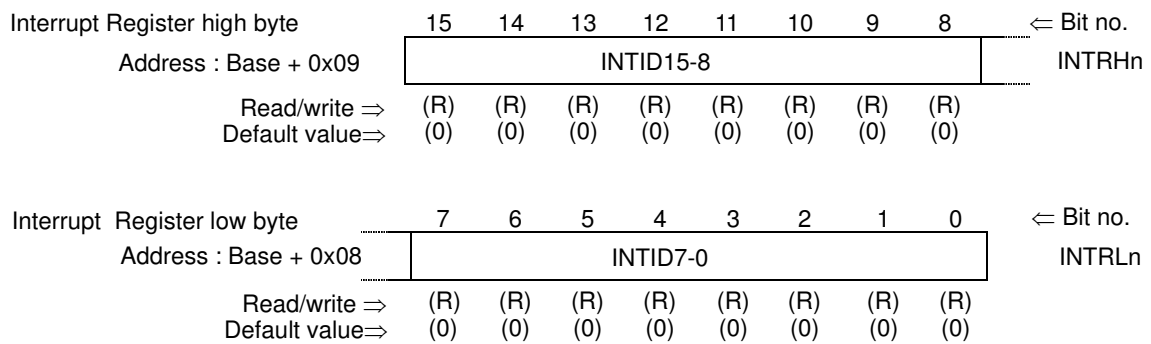 Interrupt Register high byte 15 14 13 12 11 10 9 8 ⇐ Bit no.
Address : Base + 0x09 INTID15-8 INTRHn
Read/write ⇒ (R) (R) (R) (R) (R) (R) (R) (R)
Default value⇒ (0) (0) (0) (0) (0) (0) (0) (0)
Interrupt Register low byte 7 6 5 4 3 2 1 0 ⇐ Bit no.
Address : Base + 0x08 INTID7-0 INTRLn
Read/write ⇒ (R) (R) (R) (R) (R) (R) (R) (R)
Default value⇒ (0) (0) (0) (0) (0) (0) (0) (0)